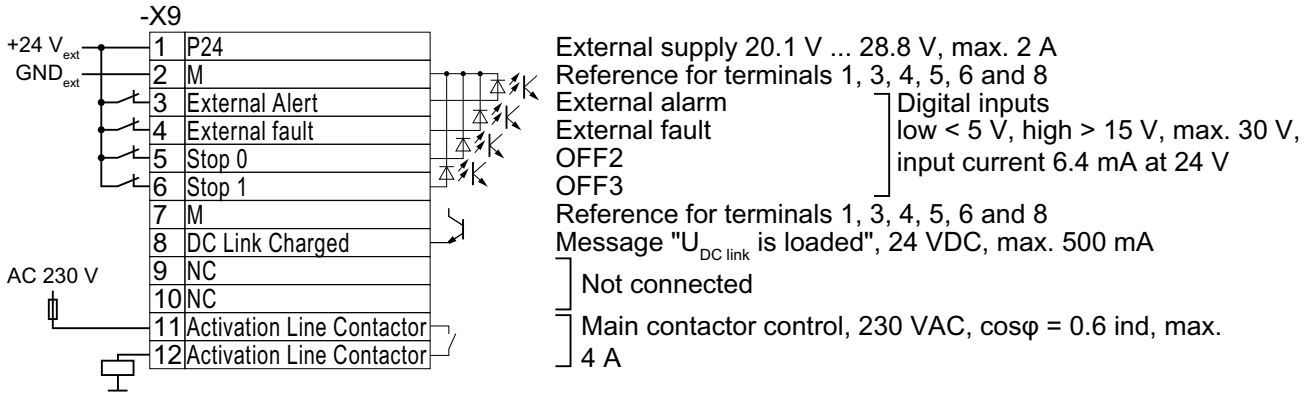 -X9
+24 Vext 1 P24 External supply 20.1 V ... 28.8 V, max. 2 A
GNDext 2 M Reference for terminals 1, 3, 4, 5, 6 and 8
3 External Alert External alarm Digital inputs
4 External fault External fault low < 5 V, high > 15 V, max. 30 V,
5 Stop 0 OFF2 input current 6.4 mA at 24 V
6 Stop 1 OFF3
7 M Reference for terminals 1, 3, 4, 5, 6 and 8
8 DC Link Charged Message "UDC link is loaded", 24 VDC, max. 500 mA
AC 230 V 9 NC Not connected
10 NC
11 Activation Line Contactor Main contactor control, 230 VAC, cosφ = 0.6 ind, max.
12 Activation Line Contactor 4 A